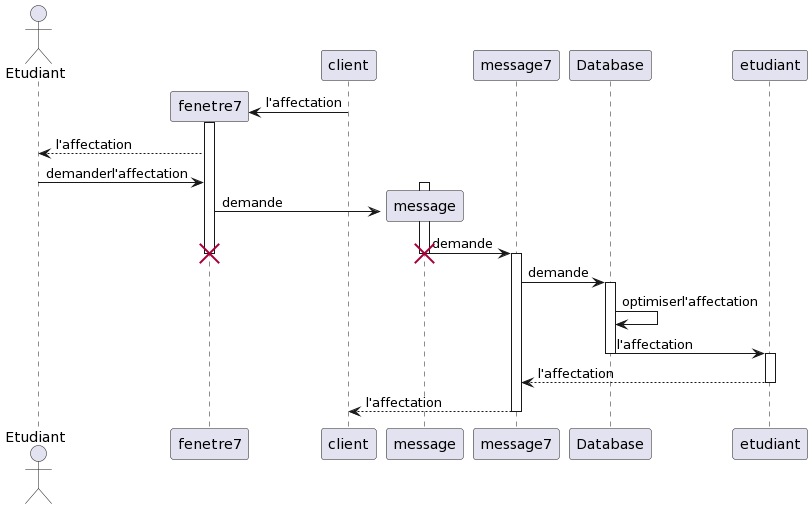 Etudiant
client
message7
Database
etudiant
fenetre7
l'affectation
l'affectation
demanderl'affectation
message
demande
demande
demande
optimiserl'affectation
l'affectation
l'affectation
l'affectation
Etudiant
fenetre7
client
message
message7
Database
etudiant